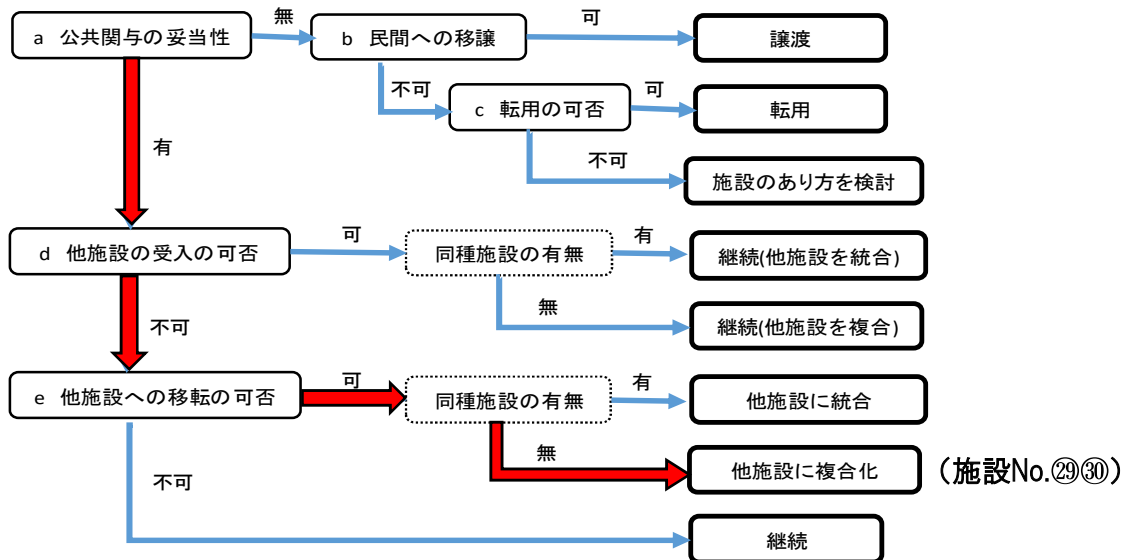 a 公共関与の妥当性
無
b 民間への移譲
可
譲渡
不可
c 転用の可否
可
転用
有
不可
施設のあり方を検討
d 他施設の受入の可否
可
同種施設の有無
有
継続(他施設を統合)
無
継続(他施設を複合)
不可
e 他施設への移転の可否
可
同種施設の有無
有
他施設に統合
無
他施設に複合化
(施設No.㉙㉚)
不可
継続